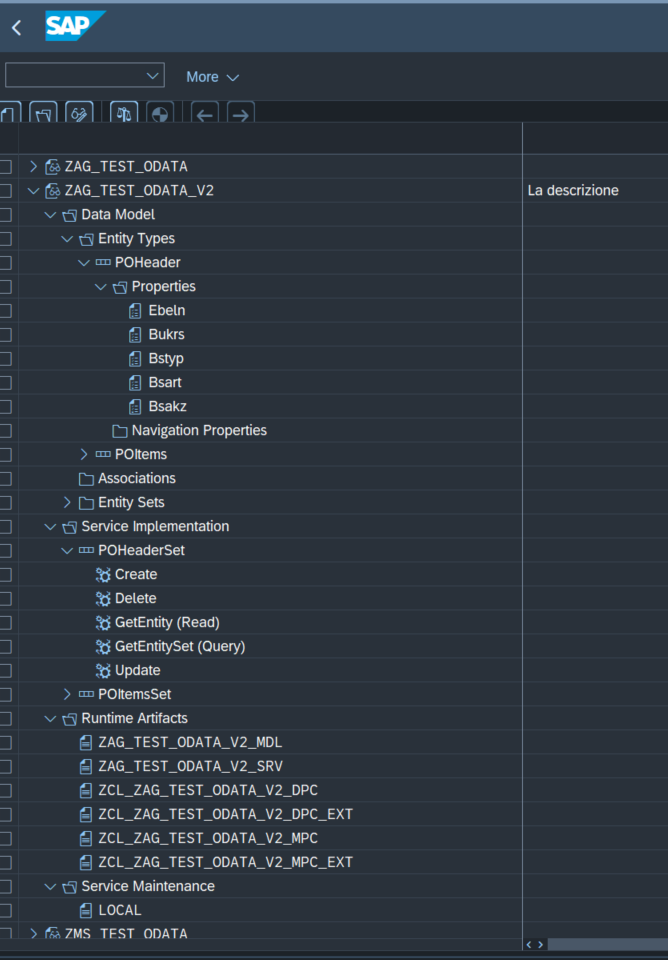 SAP
More
ZAG_TEST_ODATA
ZAG_TEST_ODATA_V2 La descrizione
Data Model
Entity Types
POHeader
Properties
Ebeln
Bukrs
Bstyp
Bsart
Bsakz
Navigation Properties
POItems
Associations
Entity Sets
Service Implementation
POHeaderSet
Create
Delete
GetEntity (Read)
GetEntitySet (Query)
Update
POItemsSet
Runtime Artifacts
ZAG_TEST_ODATA_V2_MDL
ZAG_TEST_ODATA_V2_SRV
ZCL_ZAG_TEST_ODATA_V2_DPC
ZCL_ZAG_TEST_ODATA_V2_DPC_EXT
ZCL_ZAG_TEST_ODATA_V2_MPC
ZCL_ZAG_TEST_ODATA_V2_MPC_EXT
Service Maintenance
LOCAL
ZMS_TEST_ODATA